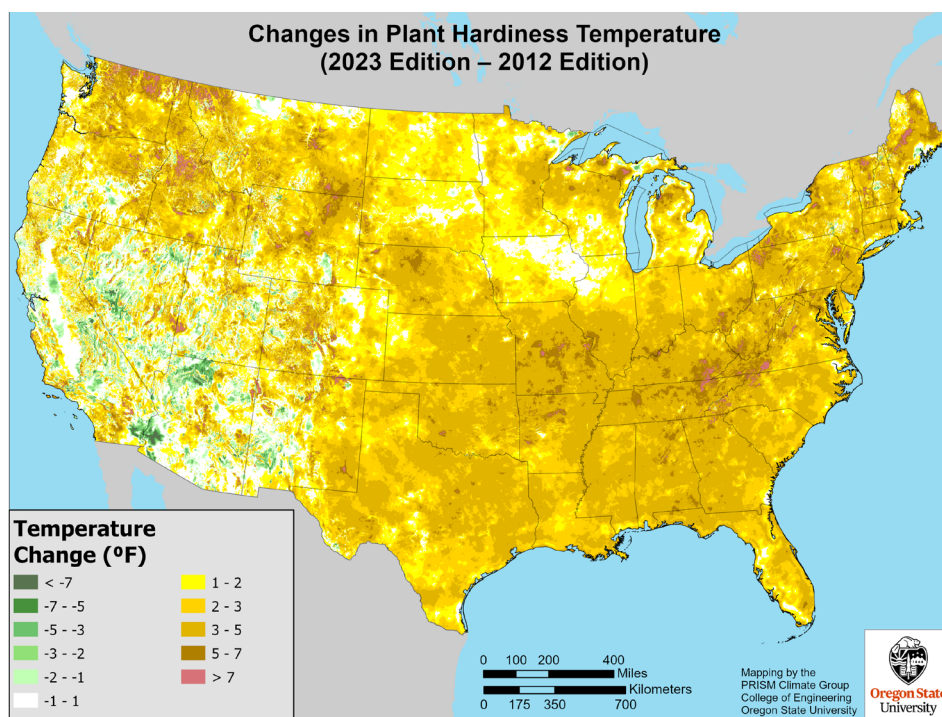 Changes in Plant Hardiness Temperature
(2023 Edition – 2012 Edition)
Temperature
Change (ºF)
< -7
-7 - -5
-5 - -3
-3 - -2
-2 - -1
-1 - 1
1 - 2
2 - 3
3 - 5
5 - 7
> 7
0 100 200 400
Miles
Kilometers
0 175 350 700
Mapping by the
PRISM Climate Group
College of Engineering
Oregon State University
Oregon State
University